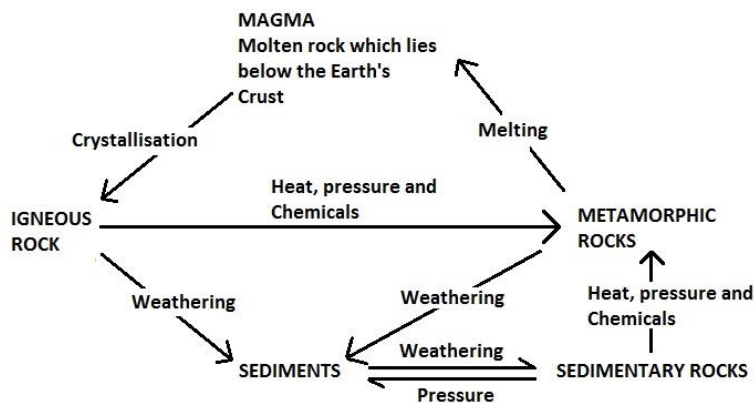 MAGMA
Molten rock which lies
below the Earth's
Crust
Crystallisation
Melting
Heat, pressure and
Chemicals
IGNEOUS
ROCK
METAMORPHIC
ROCKS
Weathering
Weathering
Heat, pressure and
Chemicals
SEDIMENTS
Weathering
Pressure
SEDIMENTARY ROCKS